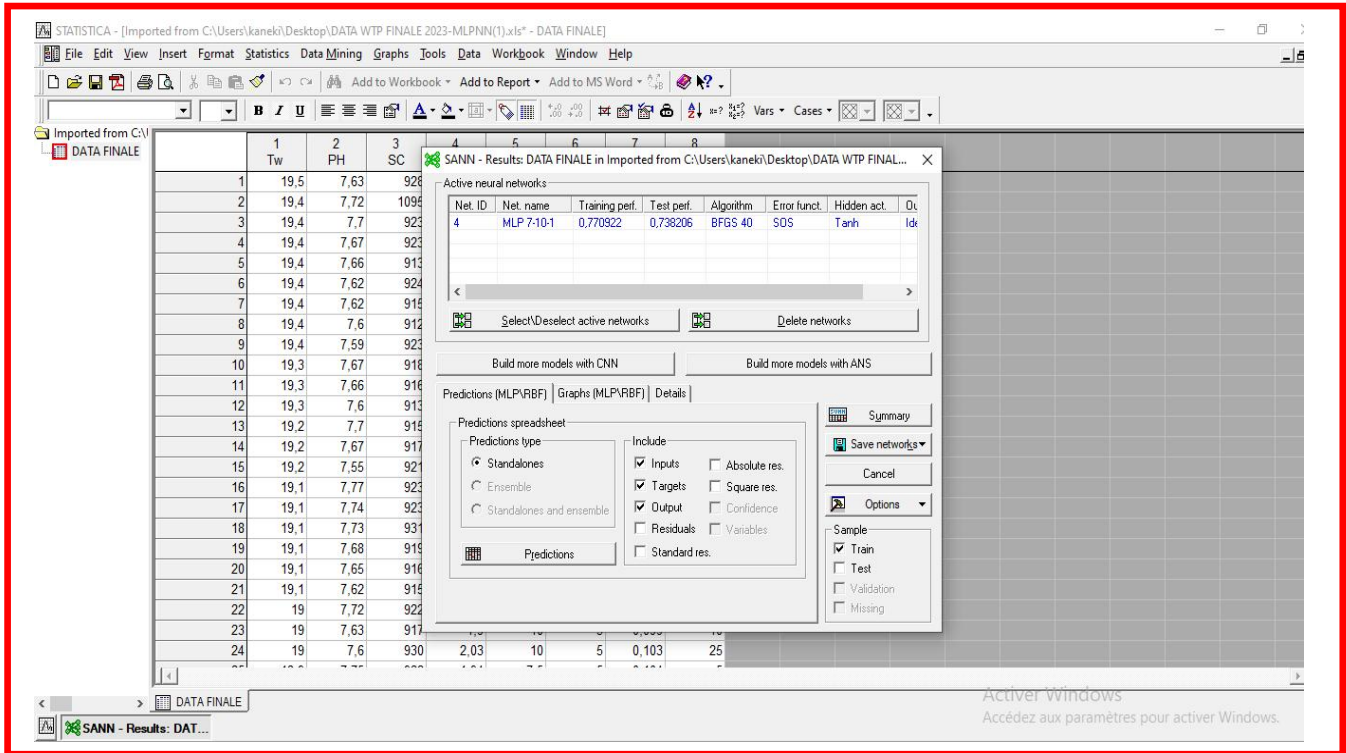 STATISTICA - [Imported from C:\Users\kaneki\Desktop\DATA WTP FINALE 2023-MLPNN(1).xls* - DATA FINALE]
File Edit View Insert Format Statistics Data Mining Graphs Tools Data Workbook Window Help
Add to Workbook Add to Report Add to MS Word
B I U A Vars Cases
Imported from C:\U
DATA FINALE
1 2 3 4 5 6 7 8
Tw PH SC
1 19,5 7,63 928
2 19,4 7,72 1095
3 19,4 7,7 923
4 19,4 7,67 923
5 19,4 7,66 913
6 19,4 7,62 924
7 19,4 7,62 915
8 19,4 7,6 912
9 19,4 7,59 923
10 19,3 7,67 918
11 19,3 7,66 916
12 19,3 7,6 913
13 19,2 7,7 915
14 19,2 7,67 917
15 19,2 7,55 921
16 19,1 7,77 923
17 19,1 7,74 923
18 19,1 7,73 931
19 19,1 7,68 919
20 19,1 7,65 916
21 19,1 7,62 915
22 19 7,72 922
23 19 7,63 917
24 19 7,6 930 2,03 10 5 0,103 25
SANN - Results: DATA FINALE in Imported from C:\Users\kaneki\Desktop\DATA WTP FINAL...
Active neural networks
Net. ID Net. name Training perf. Test perf. Algorithm Error funct. Hidden act. Ou
4 MLP 7-10-1 0,770922 0,738206 BFGS 40 SOS Tanh Ide
Select\Deselect active networks
Delete networks
Build more models with CNN
Build more models with ANS
Predictions (MLP\RBF) Graphs (MLP\RBF) Details
Predictions spreadsheet
Predictions type
Standalones
Ensemble
Standalones and ensemble
Predictions
Include
Inputs
Targets
Output
Residuals
Standard res.
Absolute res.
Square res.
Confidence
Variables
Summary
Save networks
Cancel
Options
Sample
Train
Test
Validation
Missing
DATA FINALE
Activer Windows
Accédez aux paramètres pour activer Windows.
SANN - Results: DAT...